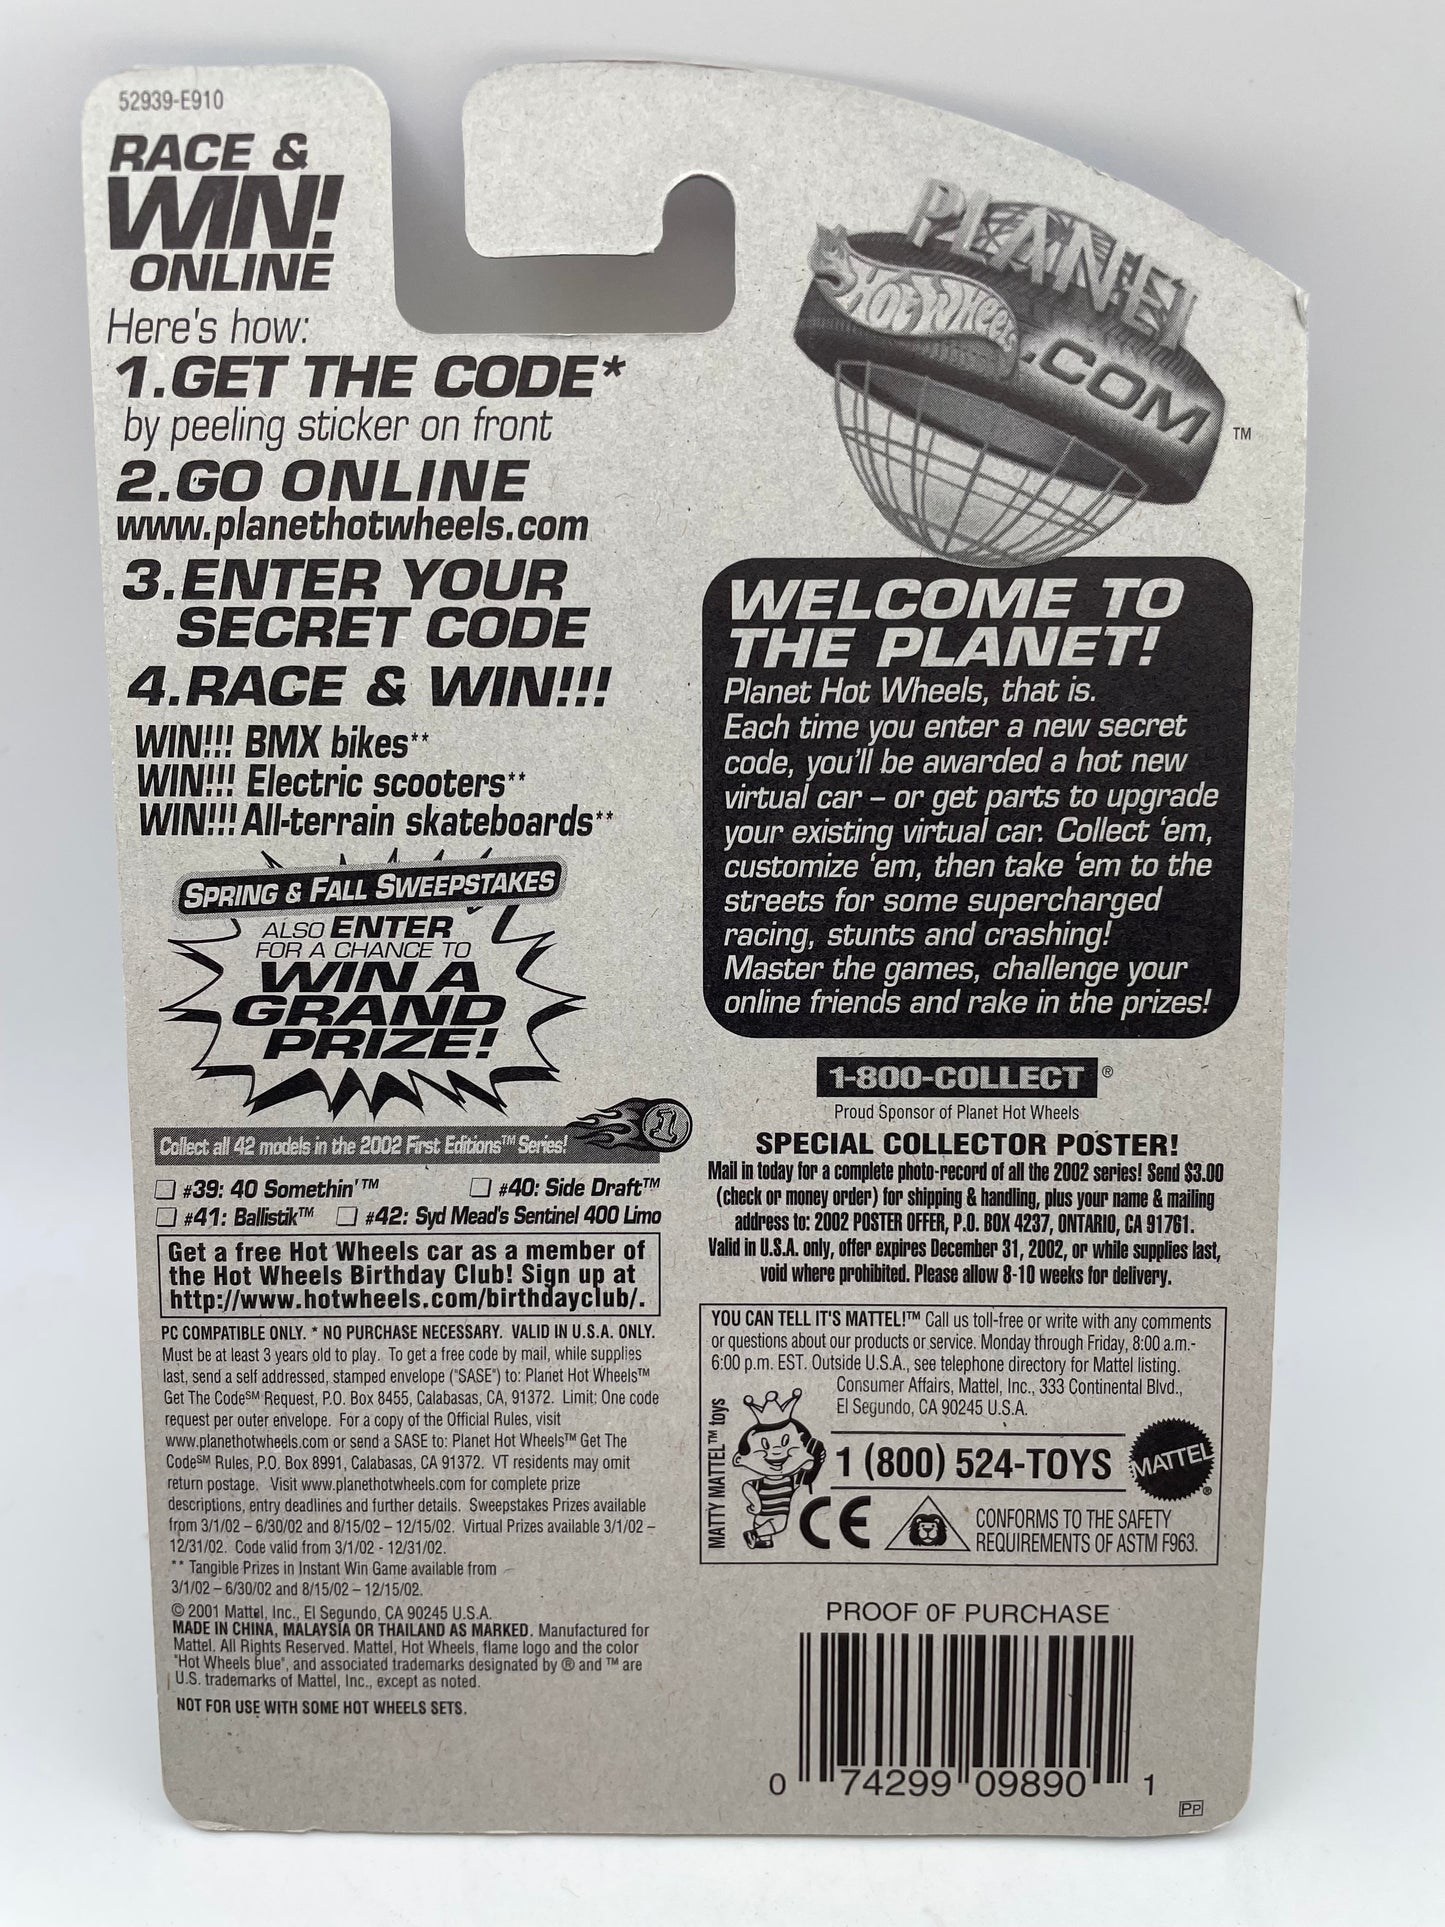 52939-E910
RACE &
WIN!
ONLINE
Here's how:
1.GET THE CODE*
by peeling sticker on front
2.GO ONLINE
www.planethotwheels.com
3.ENTER YOUR
SECRET CODE
4.RACE & WIN!!!
WIN!!! BMX bikes**
WIN!!! Electric scooters**
WIN!!! All-terrain skateboards**
SPRING & FALL SWEEPSTAKES
ALSO ENTER
FOR A CHANCE TO
WIN A
GRAND
PRIZE!
Collect all 42 models in the 2002 First Editions™ Series!
1
#39: 40 Somethin'™ #40: Side Draft™
#41: Ballistik™ #42: Syd Mead's Sentinel 400 Limo
Get a free Hot Wheels car as a member of
the Hot Wheels Birthday Club! Sign up at
http://www.hotwheels.com/birthdayclub/.
PC COMPATIBLE ONLY. * NO PURCHASE NECESSARY. VALID IN U.S.A. ONLY.
Must be at least 3 years old to play. To get a free code by mail, while supplies
last, send a self addressed, stamped envelope ("SASE") to: Planet Hot Wheels™
Get The Code℠ Request, P.O. Box 8455, Calabasas, CA, 91372. Limit: One code
request per outer envelope. For a copy of the Official Rules, visit
www.planethotwheels.com or send a SASE to: Planet Hot Wheels™ Get The
Code℠ Rules, P.O. Box 8991, Calabasas, CA 91372. VT residents may omit
return postage. Visit www.planethotwheels.com for complete prize
descriptions, entry deadlines and further details. Sweepstakes Prizes available
from 3/1/02 – 6/30/02 and 8/15/02 – 12/15/02. Virtual Prizes available 3/1/02 –
12/31/02. Code valid from 3/1/02 - 12/31/02.
** Tangible Prizes in Instant Win Game available from
3/1/02 – 6/30/02 and 8/15/02 – 12/15/02.
© 2001 Mattel, Inc., El Segundo, CA 90245 U.S.A.
MADE IN CHINA, MALAYSIA OR THAILAND AS MARKED. Manufactured for
Mattel. All Rights Reserved. Mattel, Hot Wheels, flame logo and the color
"Hot Wheels blue", and associated trademarks designated by ® and ™ are
U.S. trademarks of Mattel, Inc., except as noted.
NOT FOR USE WITH SOME HOT WHEELS SETS.
PLANET
HOT WHEELS
.COM
™
WELCOME TO
THE PLANET!
Planet Hot Wheels, that is.
Each time you enter a new secret
code, you'll be awarded a hot new
virtual car – or get parts to upgrade
your existing virtual car. Collect 'em,
customize 'em, then take 'em to the
streets for some supercharged
racing, stunts and crashing!
Master the games, challenge your
online friends and rake in the prizes!
1-800-COLLECT ®
Proud Sponsor of Planet Hot Wheels
SPECIAL COLLECTOR POSTER!
Mail in today for a complete photo-record of all the 2002 series! Send $3.00
(check or money order) for shipping & handling, plus your name & mailing
address to: 2002 POSTER OFFER, P.O. BOX 4237, ONTARIO, CA 91761.
Valid in U.S.A. only, offer expires December 31, 2002, or while supplies last,
void where prohibited. Please allow 8-10 weeks for delivery.
YOU CAN TELL IT'S MATTEL!™ Call us toll-free or write with any comments
or questions about our products or service. Monday through Friday, 8:00 a.m.-
6:00 p.m. EST. Outside U.S.A., see telephone directory for Mattel listing.
Consumer Affairs, Mattel, Inc., 333 Continental Blvd.,
El Segundo, CA 90245 U.S.A.
MATTY MATTEL™ toys
1 (800) 524-TOYS
MATTEL ®
CE
CONFORMS TO THE SAFETY
REQUIREMENTS OF ASTM F963.
PROOF OF PURCHASE
0 74299 09890 1
PP